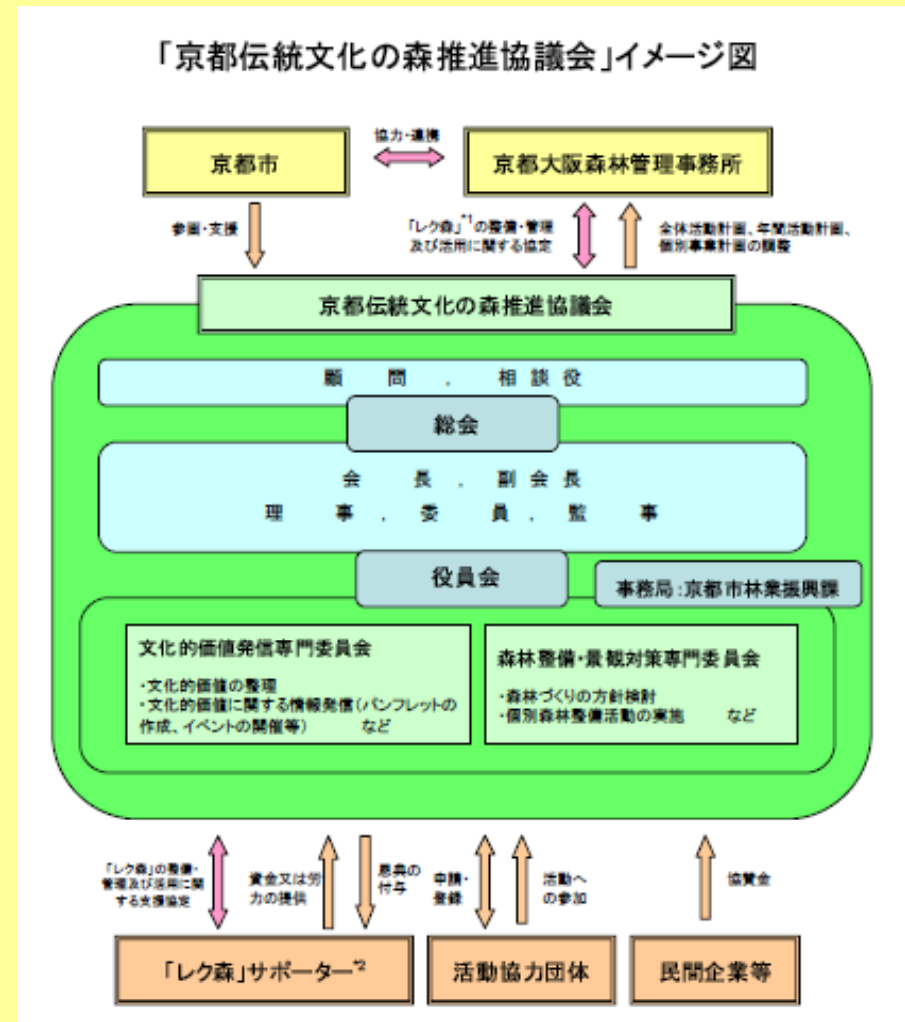 「京都伝統文化の森推進協議会」イメージ図
協力・連携
京都市
京都大阪森林管理事務所
参画・支援
「レク森」*1の整備・管理
及び活用に関する協定
全体活動計画、年間活動計画、
個別事業計画の調整
京都伝統文化の森推進協議会
顧問,相談役
総会
会長,副会長
理事,委員,監事
役員会
事務局:京都市林業振興課
文化的価値発信専門委員会
・文化的価値の整理
・文化的価値に関する情報発信(パンフレットの
作成、イベントの開催等) など
森林整備・景観対策専門委員会
・森林づくりの方針検討
・個別森林整備活動の実施 など
「レク森」の整備・
管理及び活用に関
する支援協定
資金又は労
力の提供
恩典の
付与
申請・
登録
活動へ
の参加
協賛金
「レク森」サポーター*2
活動協力団体
民間企業等